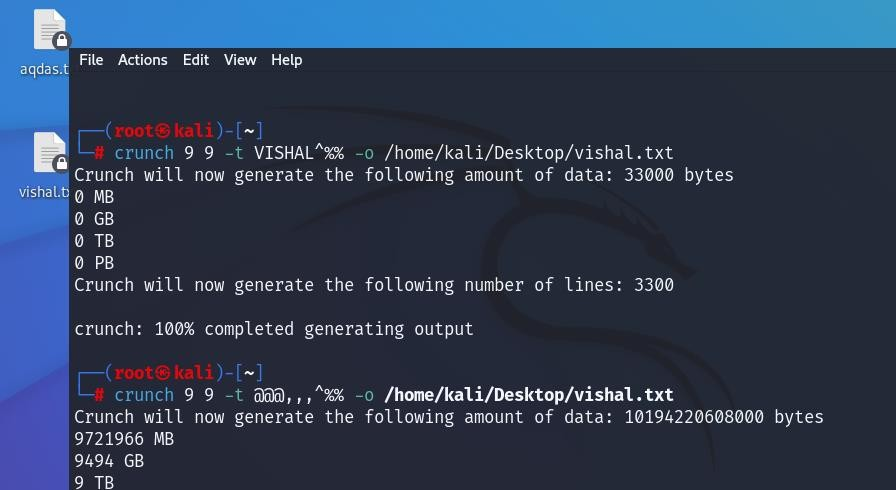 aqdas.t
vishal.tx
File Actions Edit View Help
┌──(root㉿kali)-[~]
└─# crunch 9 9 -t VISHAL^%% -o /home/kali/Desktop/vishal.txt
Crunch will now generate the following amount of data: 33000 bytes
0 MB
0 GB
0 TB
0 PB
Crunch will now generate the following number of lines: 3300
crunch: 100% completed generating output
┌──(root㉿kali)-[~]
└─# crunch 9 9 -t @@@,,,^%% -o /home/kali/Desktop/vishal.txt
Crunch will now generate the following amount of data: 10194220608000 bytes
9721966 MB
9494 GB
9 TB